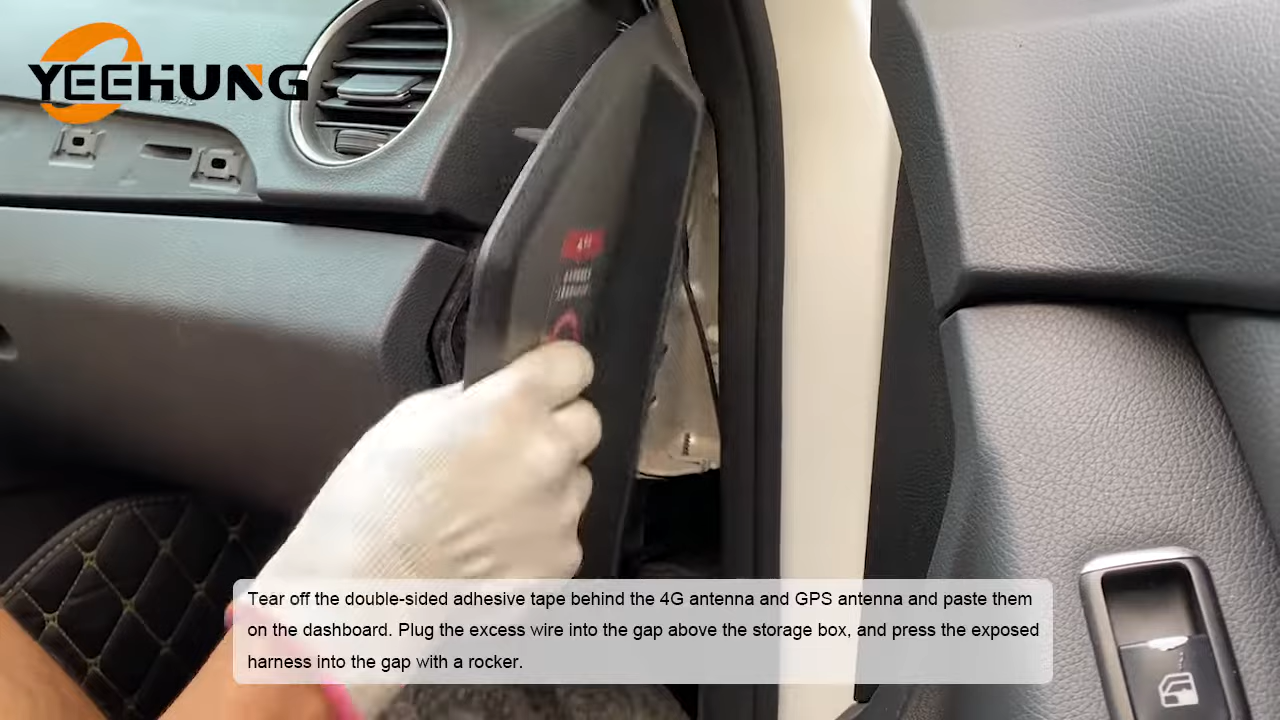 YEEHUNG
Tear off the double-sided adhesive tape behind the 4G antenna and GPS antenna and paste them
on the dashboard. Plug the excess wire into the gap above the storage box, and press the exposed
harness into the gap with a rocker.